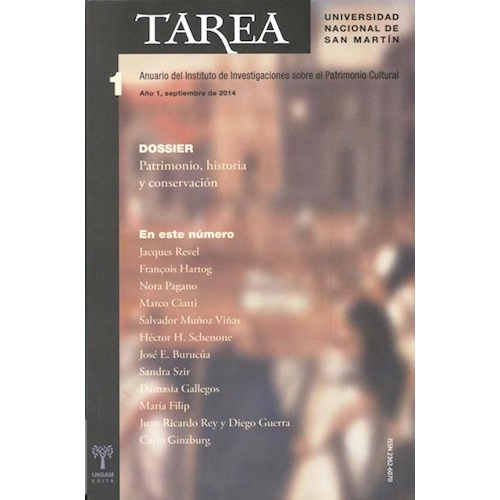 TAREA
UNIVERSIDAD
NACIONAL DE
SAN MARTÍN
1
Anuario del Instituto de Investigaciones sobre el Patrimonio Cultural
Año 1, septiembre de 2014
DOSSIER
Patrimonio, historia
y conservación
En este número
Jacques Revel
François Hartog
Nora Pagano
Marco Ciatti
Salvador Muñoz Viñas
Héctor H. Schenone
José E. Burucúa
Sandra Szir
Damasia Gallegos
María Filip
Juan Ricardo Rey y Diego Guerra
Carlo Ginzburg
UNSAM
EDITA
ISSN 2362-6070